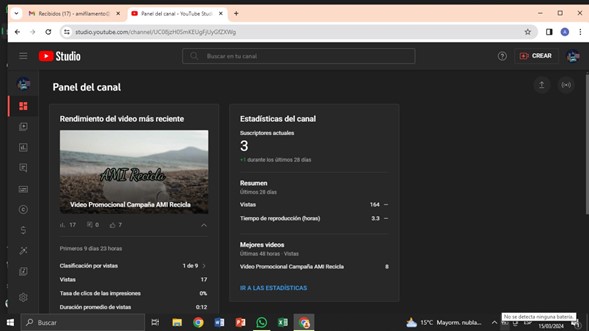 Recibidos (17) - amifilamento@
Panel del canal - YouTube Studio
studio.youtube.com/channel/
Studio
Buscar en tu canal
CREAR
Panel del canal
Rendimiento del video más reciente
AMI Recicla
Video Promocional Campaña AMI Recicla
17 0 7
Primeros 9 días 23 horas
Clasificación por vistas 1 de 9
Vistas 17
Tasa de clics de las impresiones 0%
Duración promedio de vistas 0:12
Estadísticas del canal
Suscriptores actuales
3
+1 durante los últimos 28 días
Resumen
Últimos 28 días
Vistas 164 —
Tiempo de reproducción (horas) 3.3 —
Mejores videos
Últimas 48 horas · Vistas
Video Promocional Campaña AMI Recicla 8
IR A LAS ESTADÍSTICAS
No se detecta ninguna batería.
Buscar
15°C Mayorm. nubla...
15/03/2024